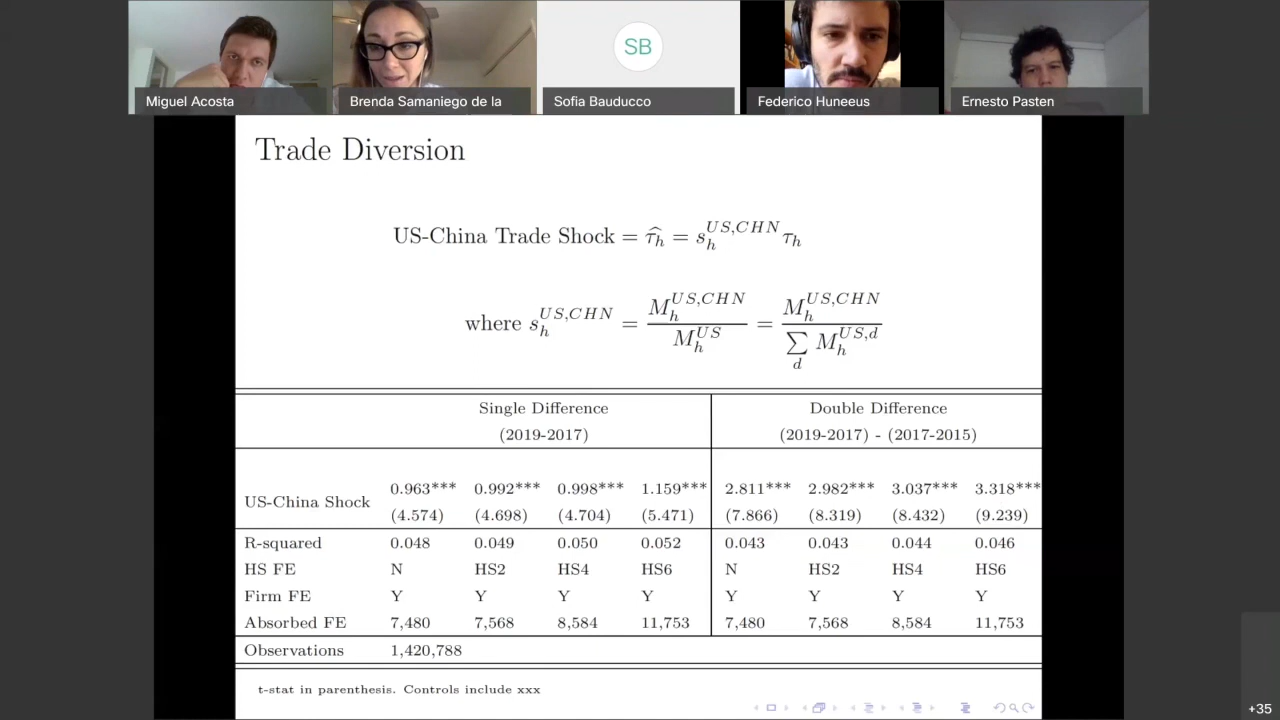 SB
Miguel Acosta
Brenda Samaniego de la
Sofia Bauducco
Federico Huneeus
Ernesto Pasten
Trade Diversion
US-China Trade Shock = \widehat{τ_h} = s_h^{US,CHN} τ_h
where s_h^{US,CHN} = \frac{M_h^{US,CHN}}{M_h^{US}} = \frac{M_h^{US,CHN}}{\sum_d M_h^{US,d}}
Single Difference Double Difference
(2019-2017) (2019-2017) - (2017-2015)
0.963*** 0.992*** 0.998*** 1.159*** 2.811*** 2.982*** 3.037*** 3.318***
US-China Shock
(4.574) (4.698) (4.704) (5.471) (7.866) (8.319) (8.432) (9.239)
R-squared 0.048 0.049 0.050 0.052 0.043 0.043 0.044 0.046
HS FE N HS2 HS4 HS6 N HS2 HS4 HS6
Firm FE Y Y Y Y Y Y Y Y
Absorbed FE 7,480 7,568 8,584 11,753 7,480 7,568 8,584 11,753
Observations 1,420,788
t-stat in parenthesis. Controls include xxx
+35